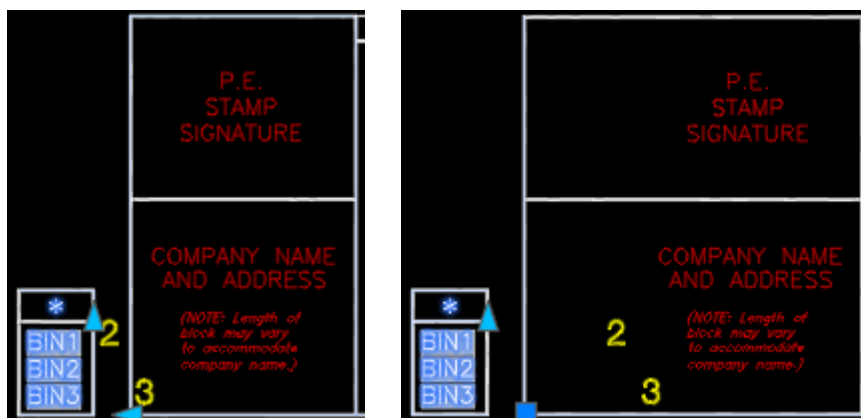 P.E.
STAMP
SIGNATURE
COMPANY NAME
AND ADDRESS
(NOTE: Length of
block may vary
to accommodate
company name.)
*
BIN1
BIN2
BIN3
2
3
P.E.
STAMP
SIGNATURE
COMPANY NAME
AND ADDRESS
(NOTE: Length of
block may vary
to accommodate
company name.)
*
BIN1
BIN2
BIN3
2
3